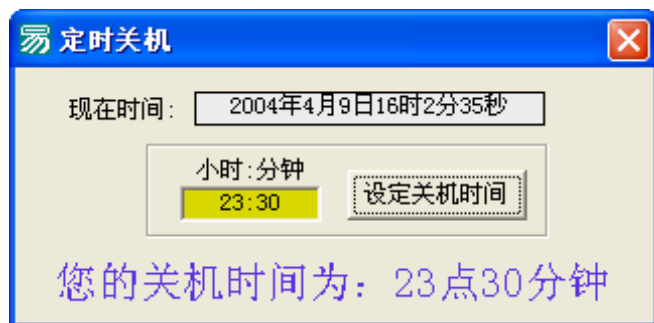 易 定时关机
现在时间: 2004年4月9日16时2分35秒
小时:分钟
23:30
设定关机时间
您的关机时间为: 23点30分钟